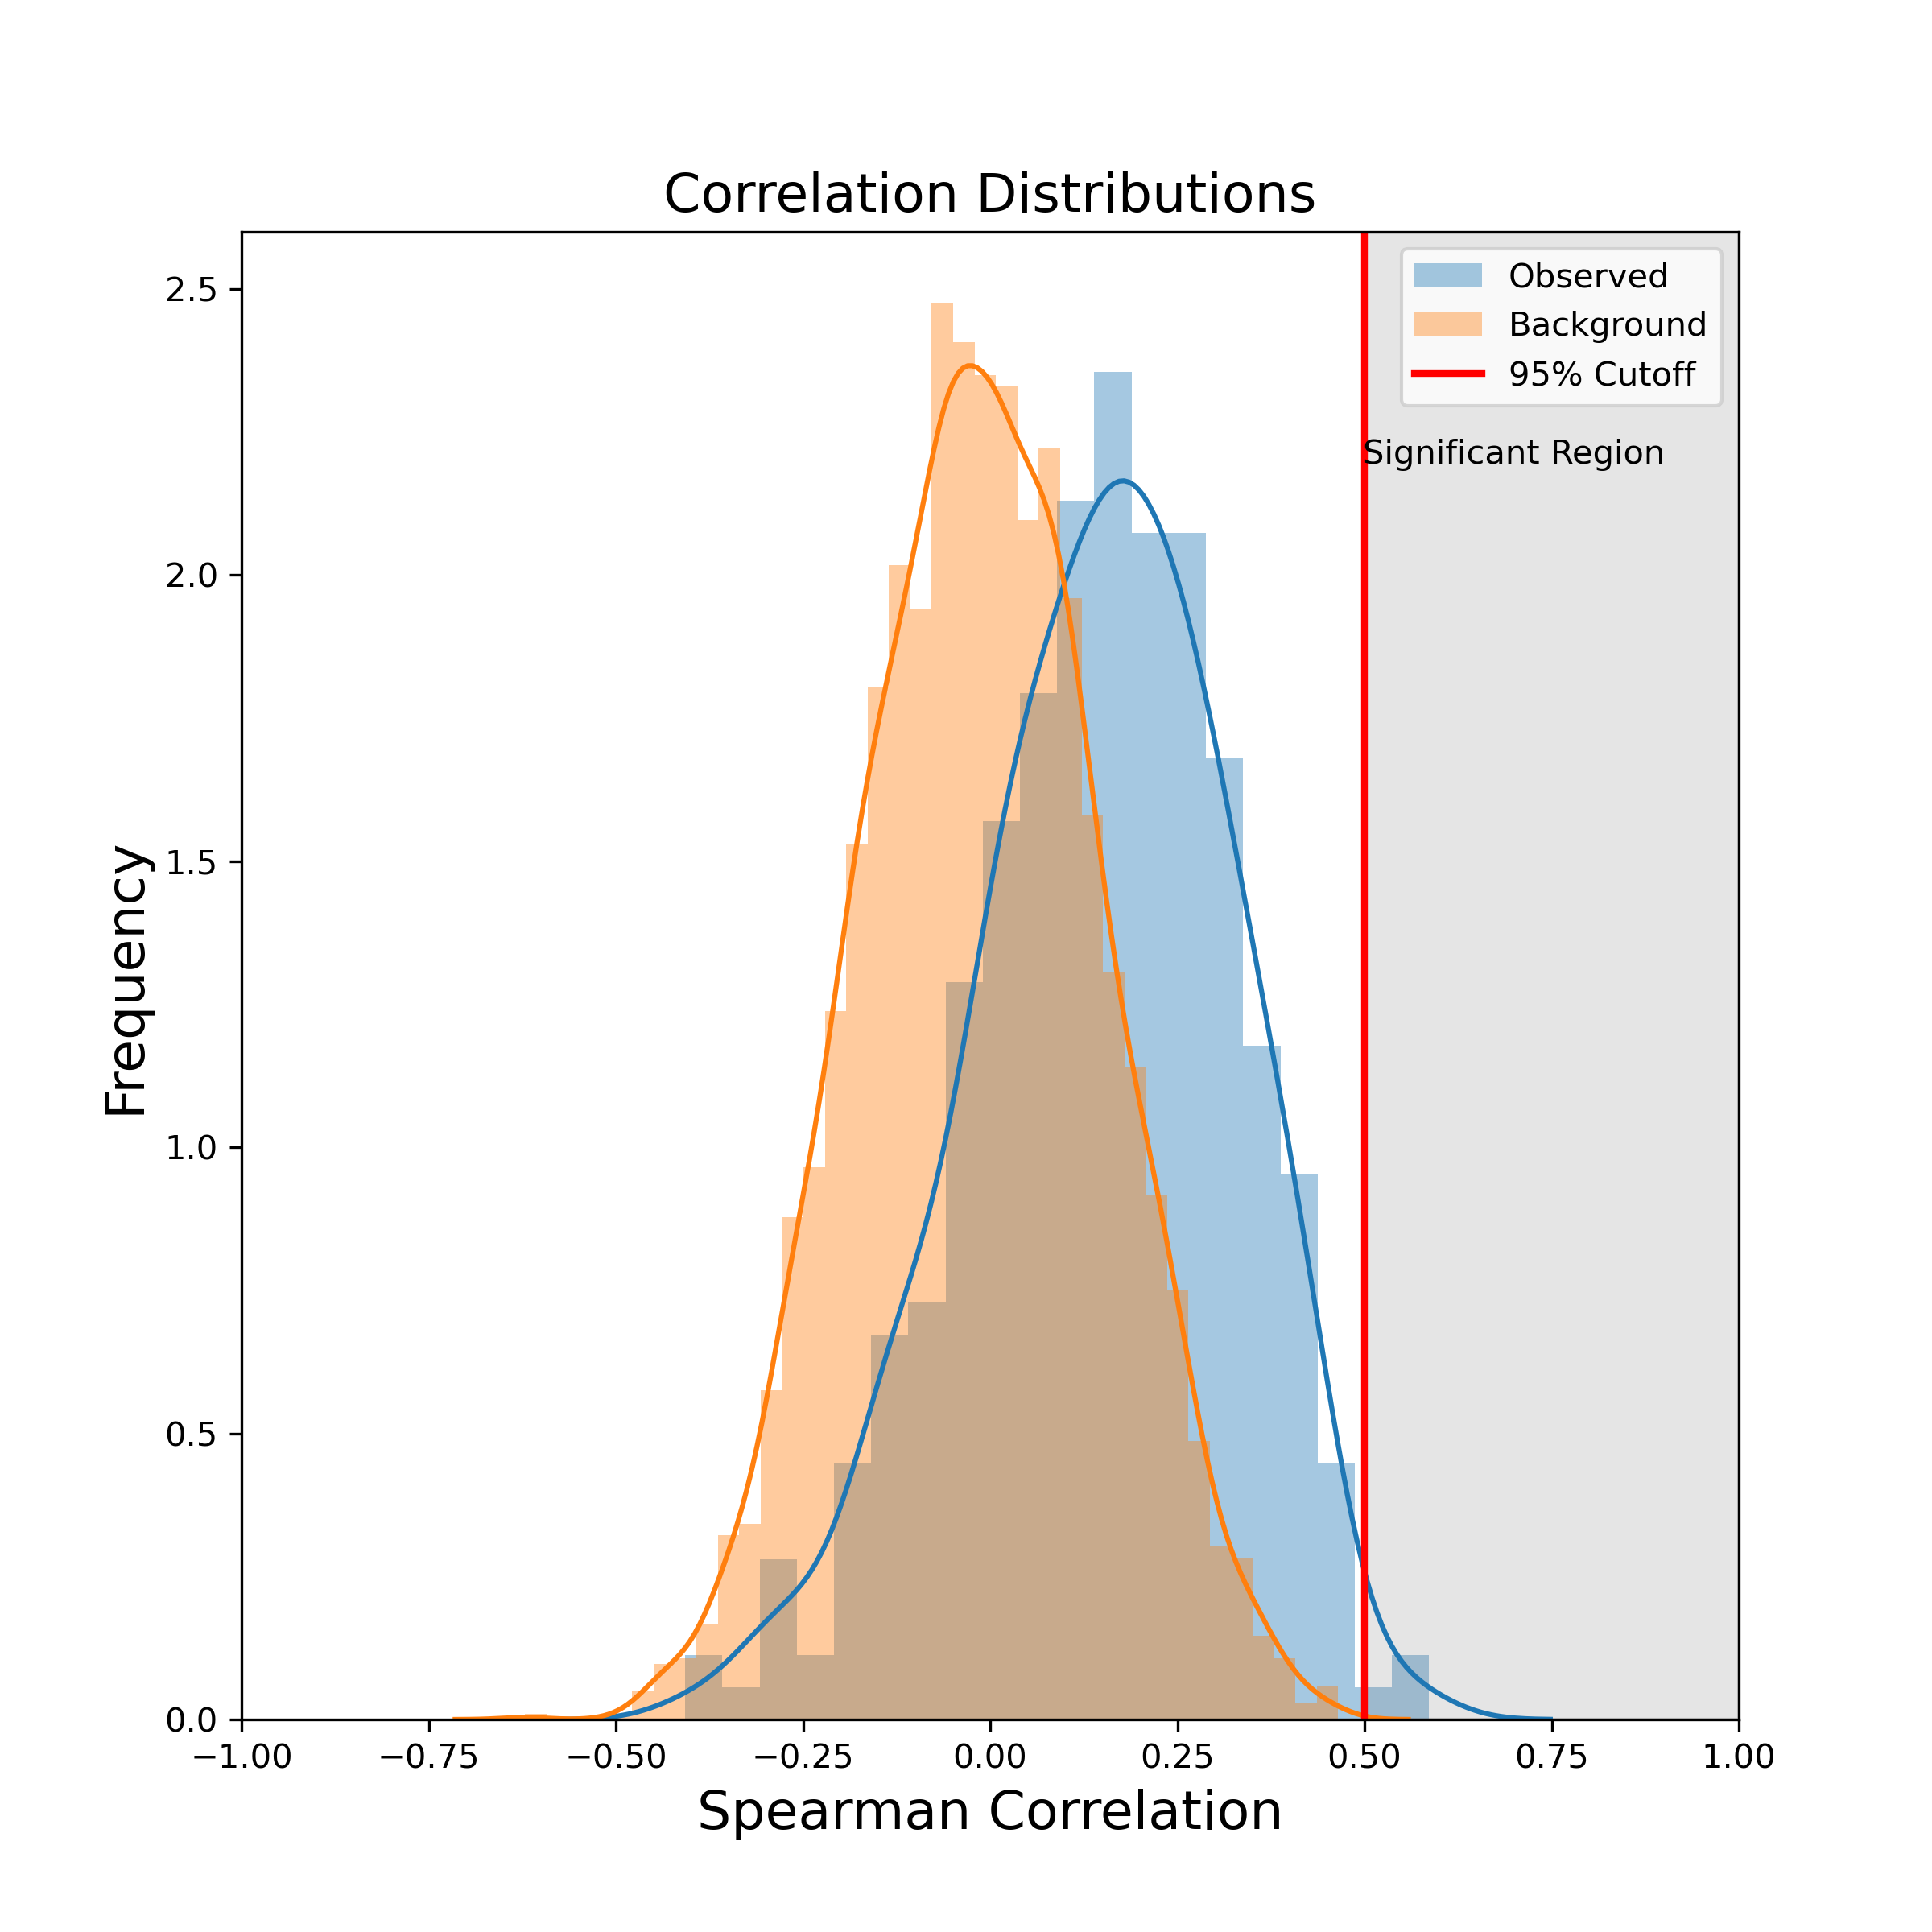 Correlation Distributions
2.5
2.0
1.5
1.0
0.5
0.0
Frequency
Observed
Background
95% Cutoff
Significant Region
−1.00 −0.75 −0.50 −0.25 0.00 0.25 0.50 0.75 1.00
Spearman Correlation